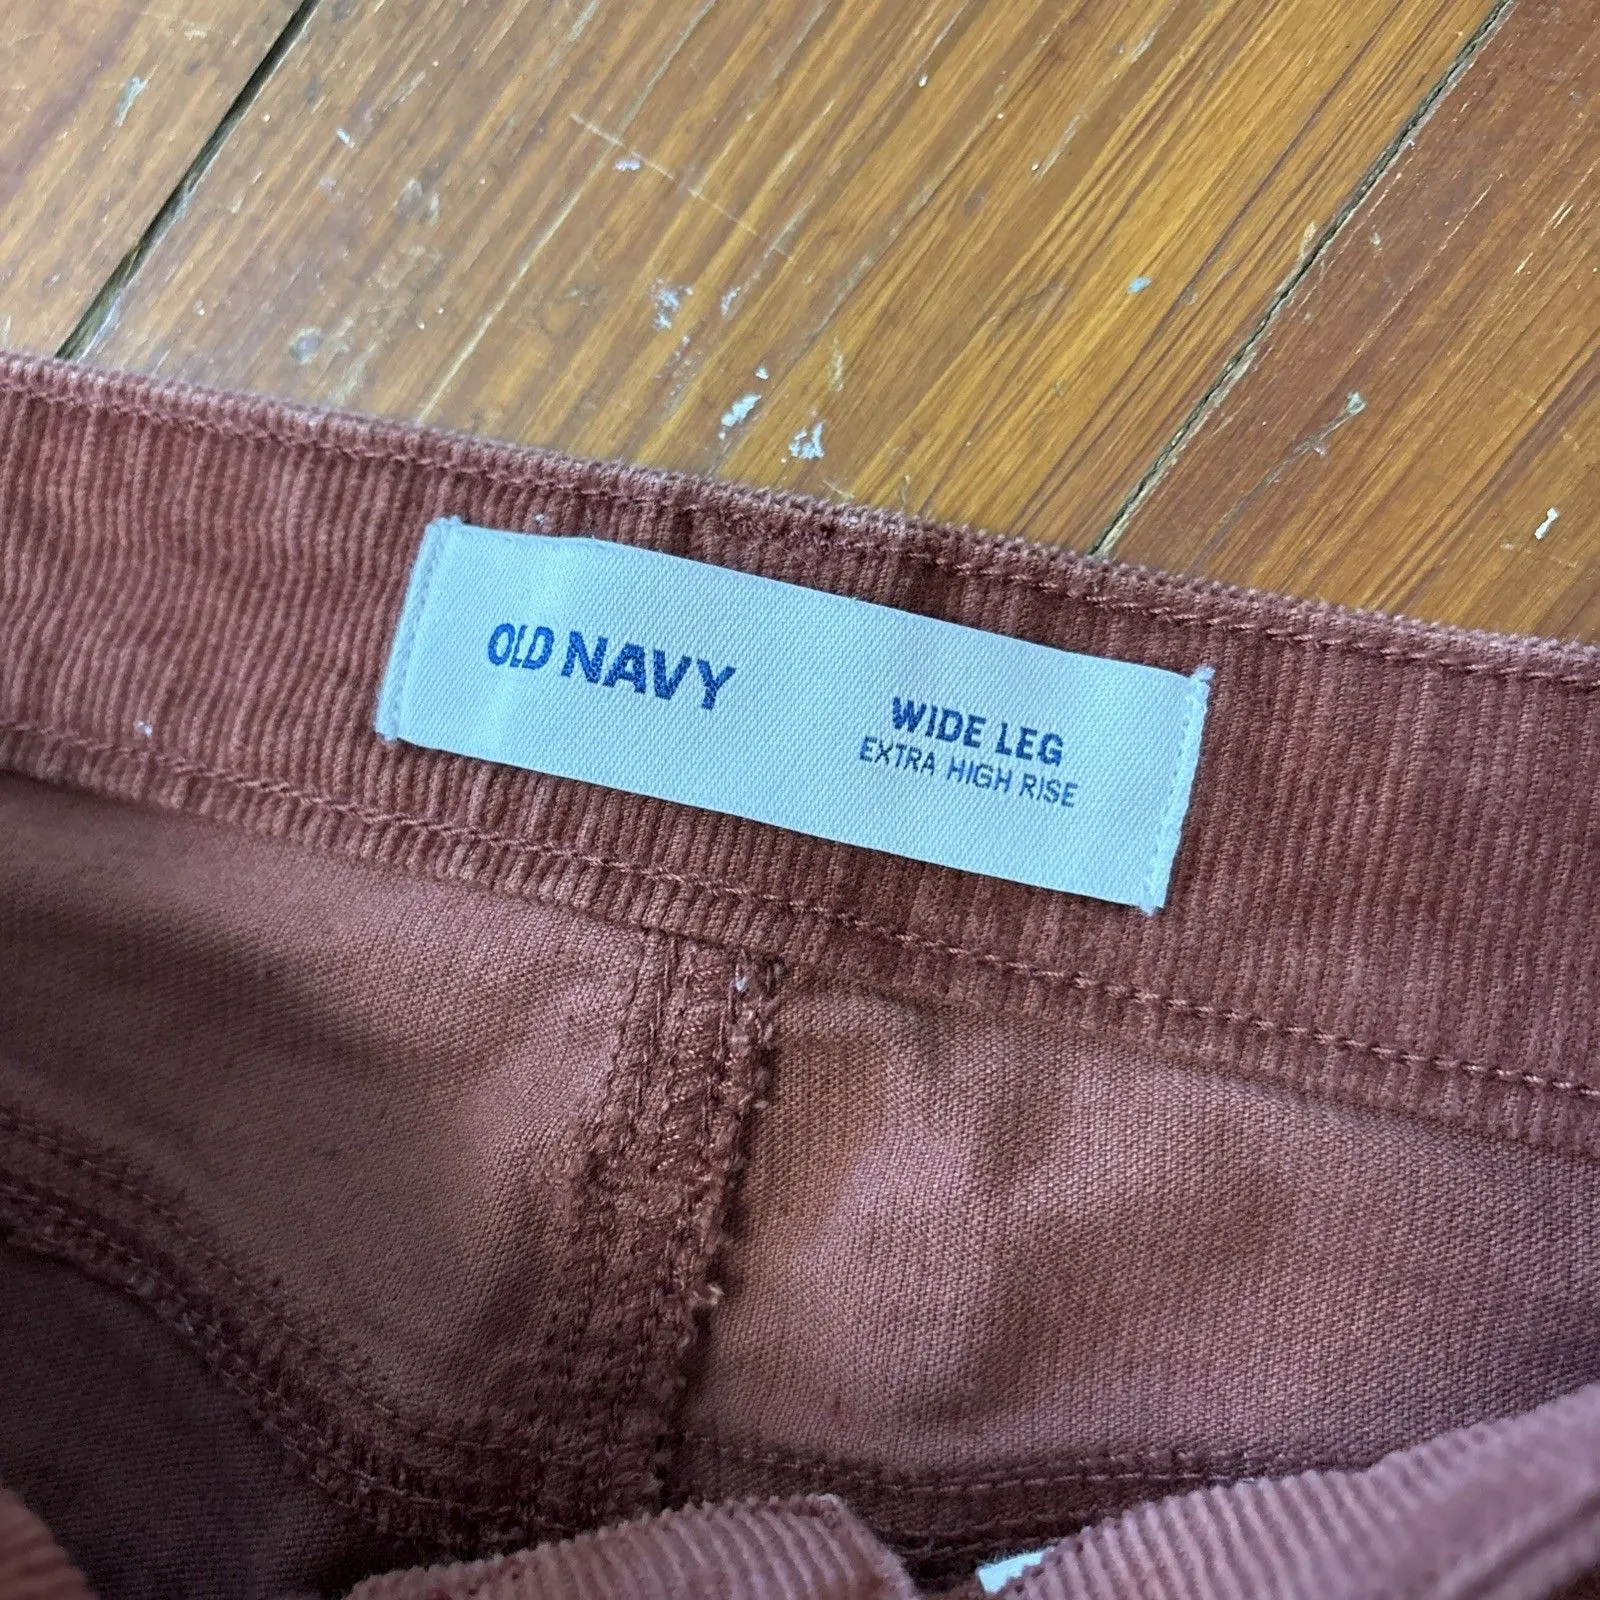 OLD NAVY
WIDE LEG
EXTRA HIGH RISE